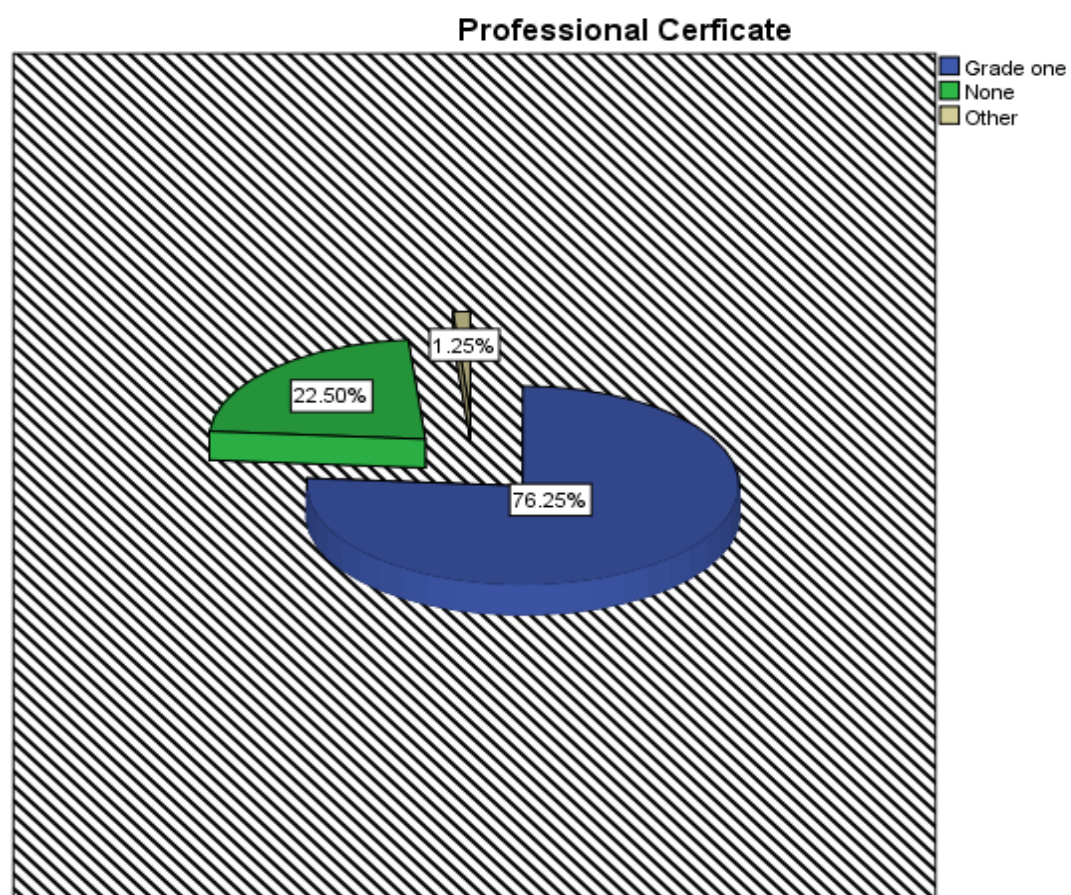 Professional Cerficate
Grade one
None
Other
1.25%
22.50%
76.25%